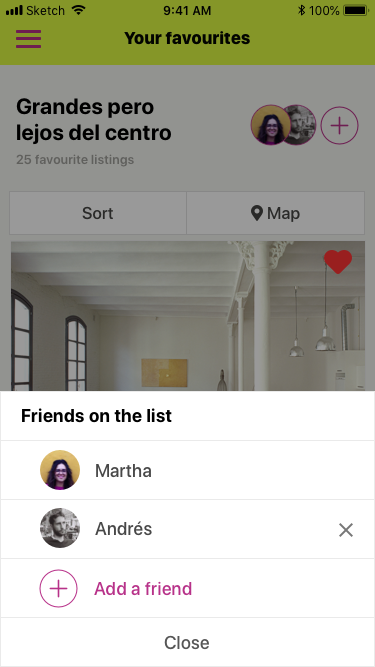 Sketch 9:41 AM 100%
Your favourites
Grandes pero
lejos del centro
25 favourite listings
Sort Map
Friends on the list
Martha
Andrés
Add a friend
Close